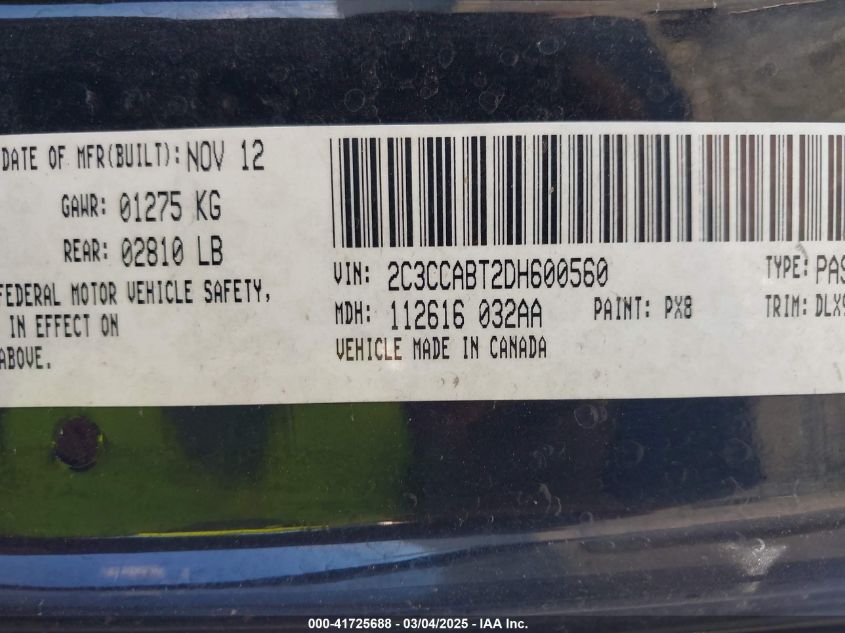 DATE OF MFR(BUILT): NOV 12
GAWR: 01275 KG
REAR: 02810 LB
FEDERAL MOTOR VEHICLE SAFETY,
IN EFFECT ON
ABOVE.
VIN: 2C3CCABT2DH600560
TYPE: PAS
MDH: 112616 032AA
PAINT: PX8
TRIM: DLX9
VEHICLE MADE IN CANADA
000-41725688 - 03/04/2025 - IAA Inc.